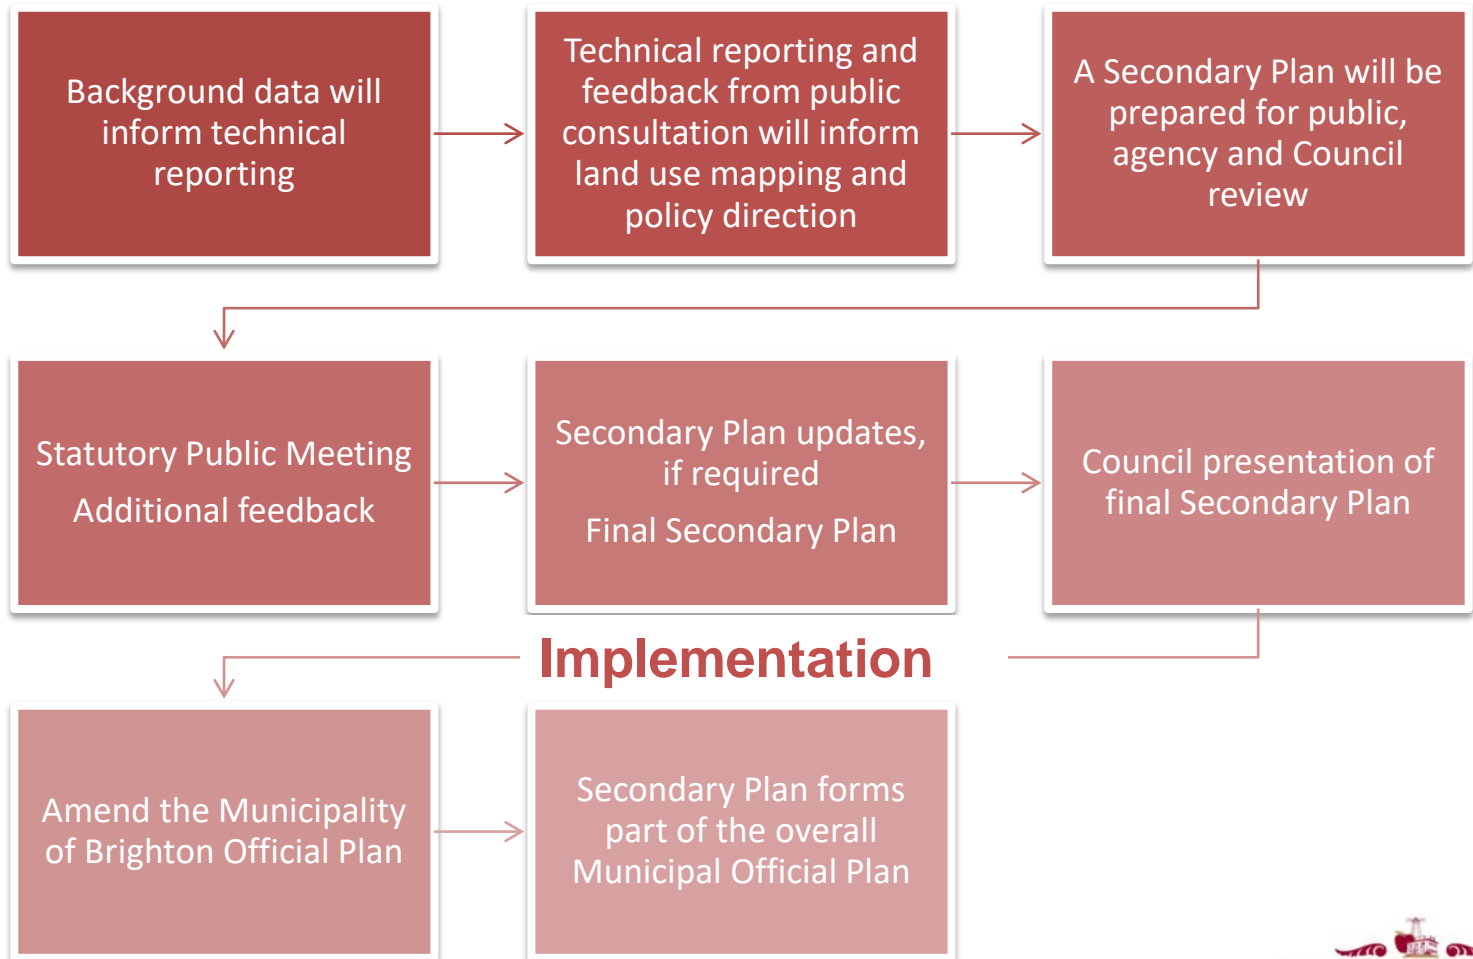 Background data will
inform technical
reporting
Technical reporting and
feedback from public
consultation will inform
land use mapping and
policy direction
A Secondary Plan will be
prepared for public,
agency and Council
review
Statutory Public Meeting
Additional feedback
Secondary Plan updates,
if required
Final Secondary Plan
Council presentation of
final Secondary Plan
Implementation
Amend the Municipality
of Brighton Official Plan
Secondary Plan forms
part of the overall
Municipal Official Plan